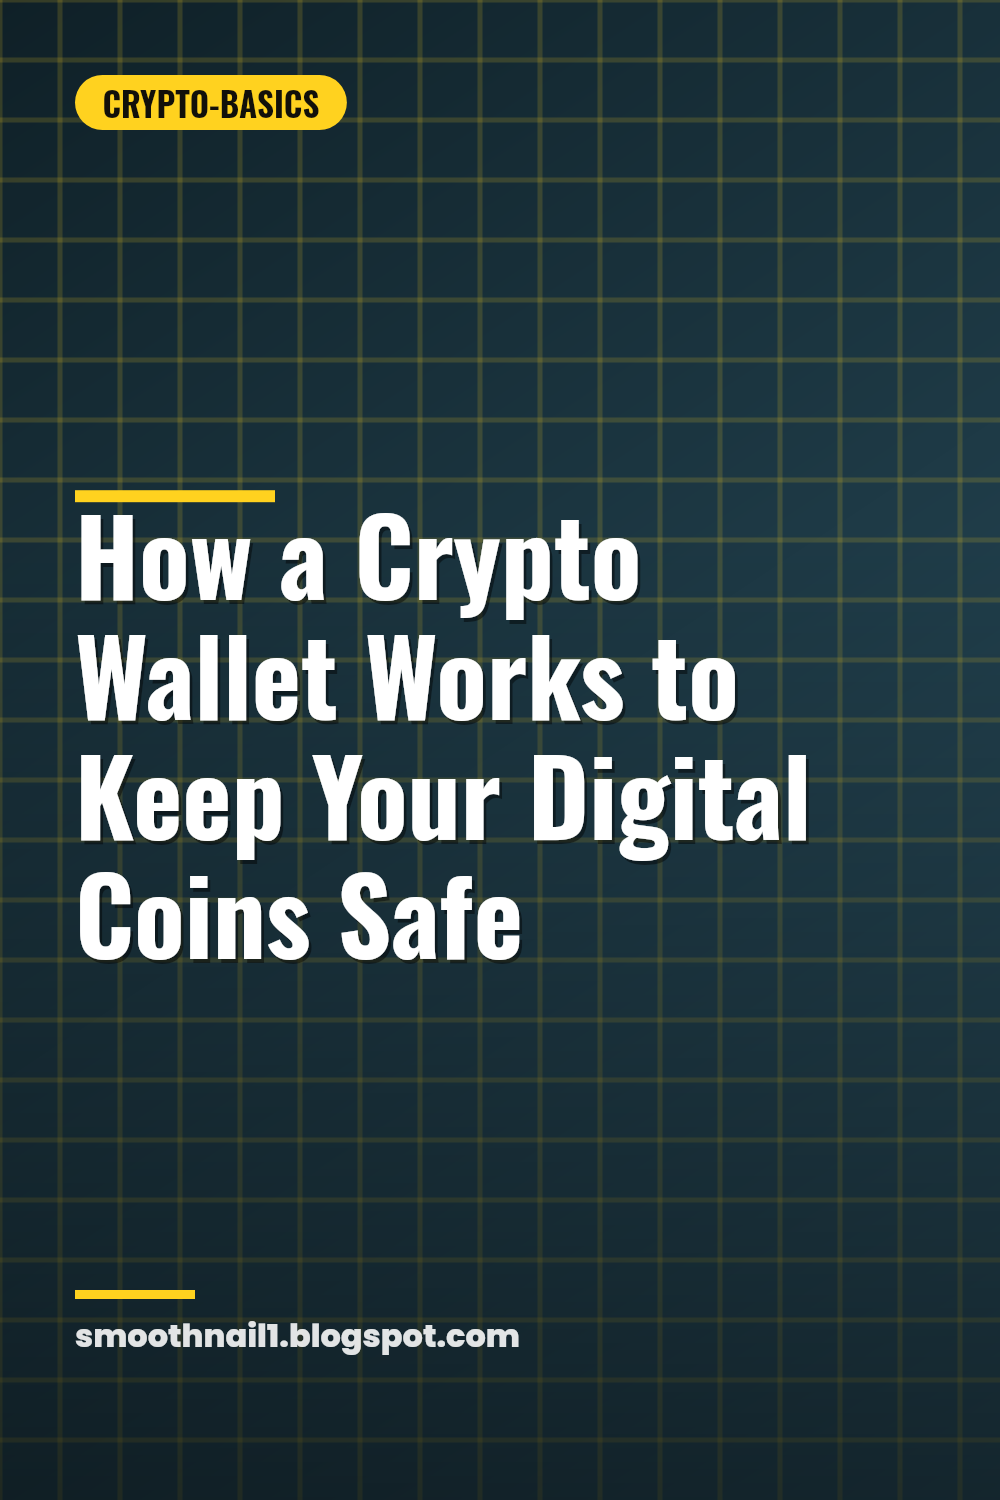 CRYPTO-BASICS
How a Crypto
Wallet Works to
Keep Your Digital
Coins Safe
smoothnail1.blogspot.com